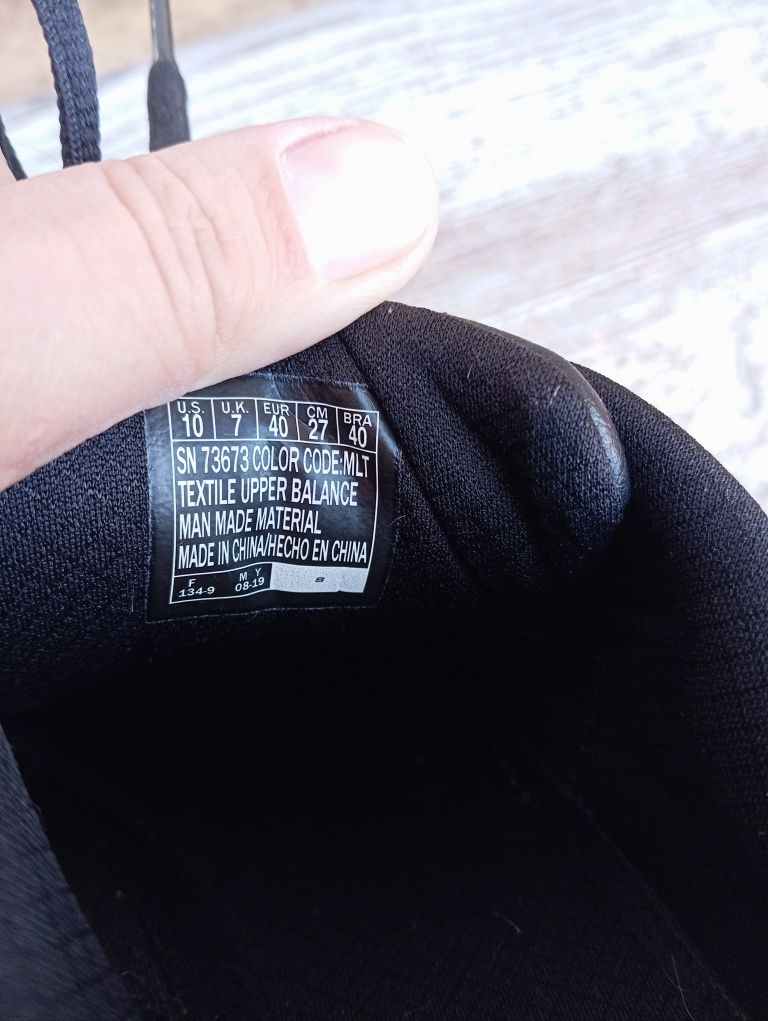 U.S. U.K. EUR CM BRA
10 7 40 27 40
SN 73673 COLOR CODE:MLT
TEXTILE UPPER BALANCE
MAN MADE MATERIAL
MADE IN CHINA/HECHO EN CHINA
F M Y
134-9 08-19